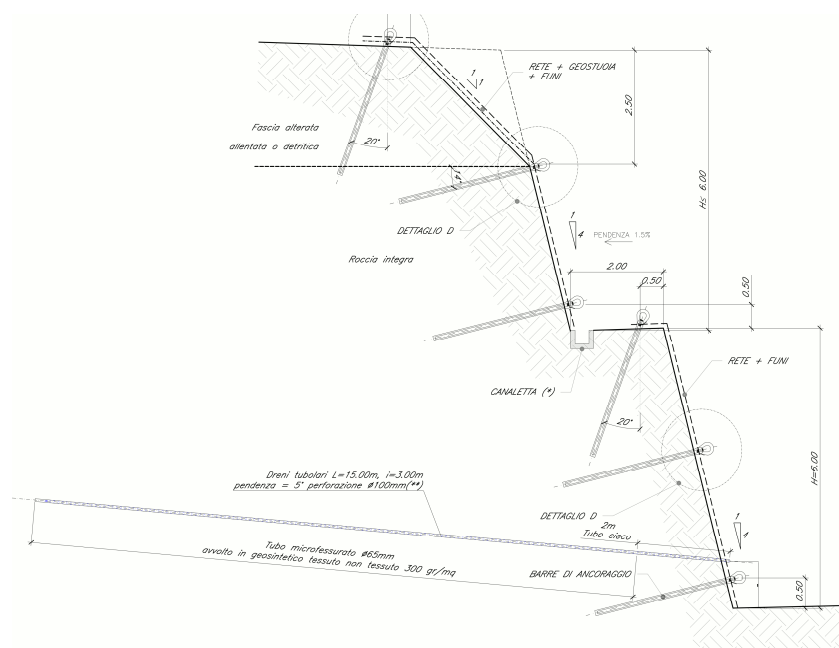 1
1
RETE + GEOSTUOIA
+ FUNI
2.50
Fascia alterata
allentata o detritica
20°
14°
H≤ 6.00
DETTAGLIO D
1
4
PENDENZA 1.5%
Roccia integra
2.00
0.50
0.50
RETE + FUNI
CANALETTA (*)
20°
H=6.00
Dreni tubolari L=15.00m, i=3.00m
pendenza = 5° perforazione ø100mm(**)
DETTAGLIO D
2m
Tubo cieco
1
4
Tubo microfessurato Ø65mm
avvolto in geosintetico tessuto non tessuto 300 gr/mq
BARRE DI ANCORAGGIO
0.50